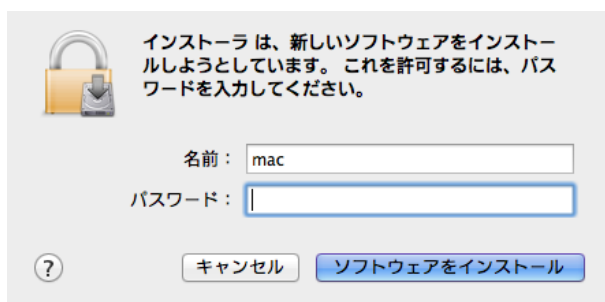 インストーラ は、新しいソフトウェアをインストー
ルしようとしています。 これを許可するには、パス
ワードを入力してください。
名前：
mac
パスワード：
?
キャンセル
ソフトウェアをインストール